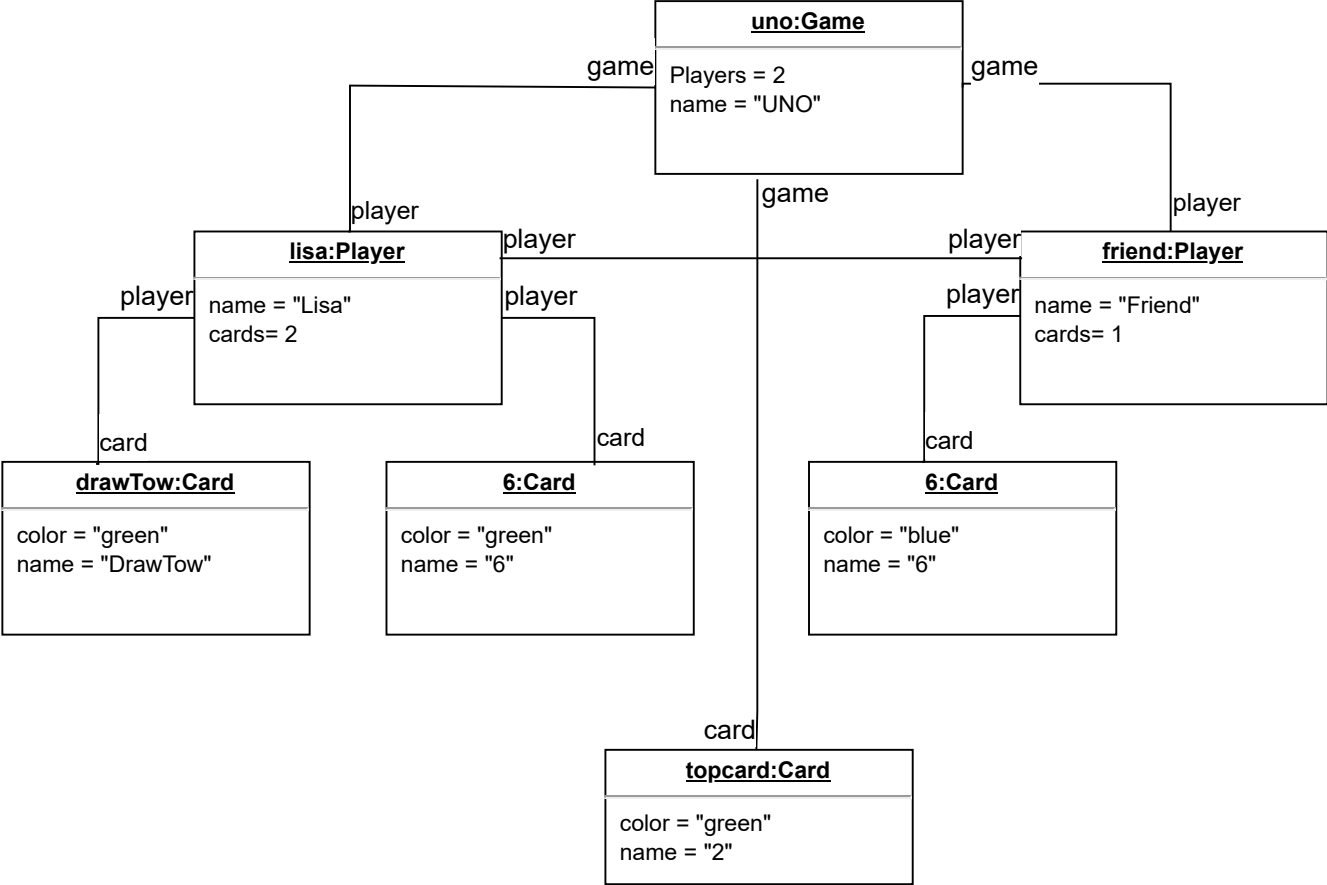 uno:Game
game
game
Players = 2
name = "UNO"
game
player
player
lisa:Player
player
player
friend:Player
player
name = "Lisa"
cards= 2
player
player
name = "Friend"
cards= 1
card
card
card
drawTow:Card
color = "green"
name = "DrawTow"
6:Card
color = "green"
name = "6"
6:Card
color = "blue"
name = "6"
card
topcard:Card
color = "green"
name = "2"